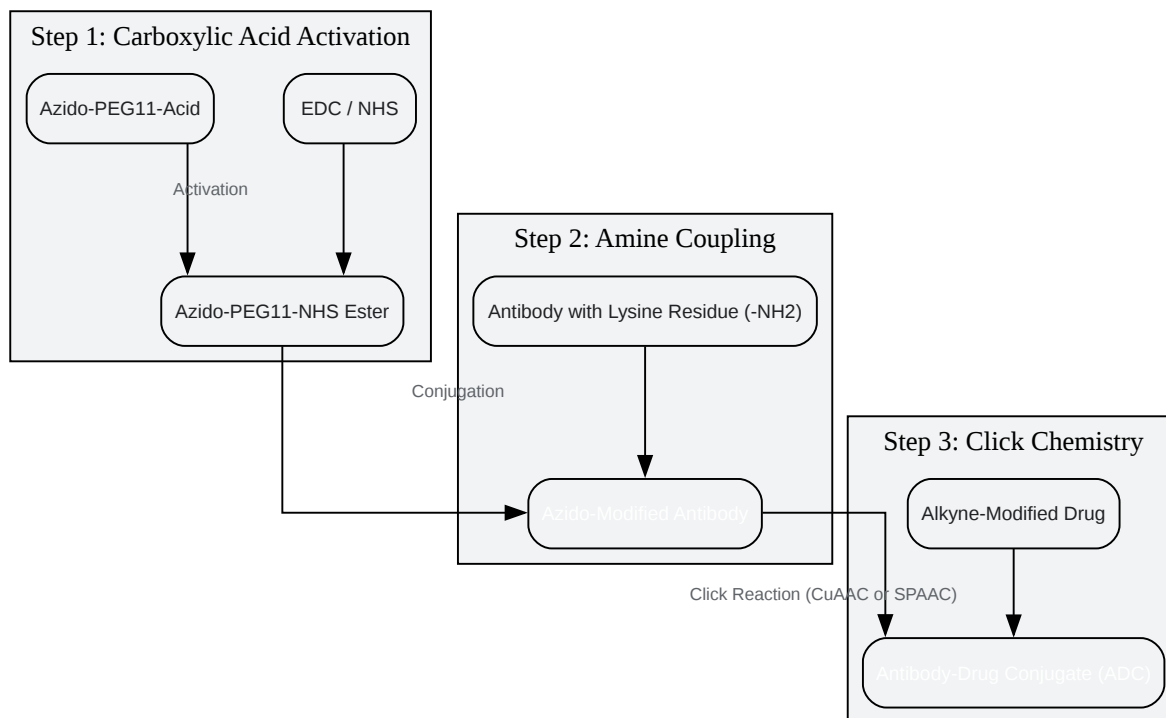 Step 1: Carboxylic Acid Activation
Azido-PEG11-Acid
EDC / NHS
Activation
Azido-PEG11-NHS Ester
Step 2: Amine Coupling
Antibody with Lysine Residue (-NH2)
Conjugation
Azido-Modified Antibody
Step 3: Click Chemistry
Alkyne-Modified Drug
Click Reaction (CuAAC or SPAAC)
Antibody-Drug Conjugate (ADC)